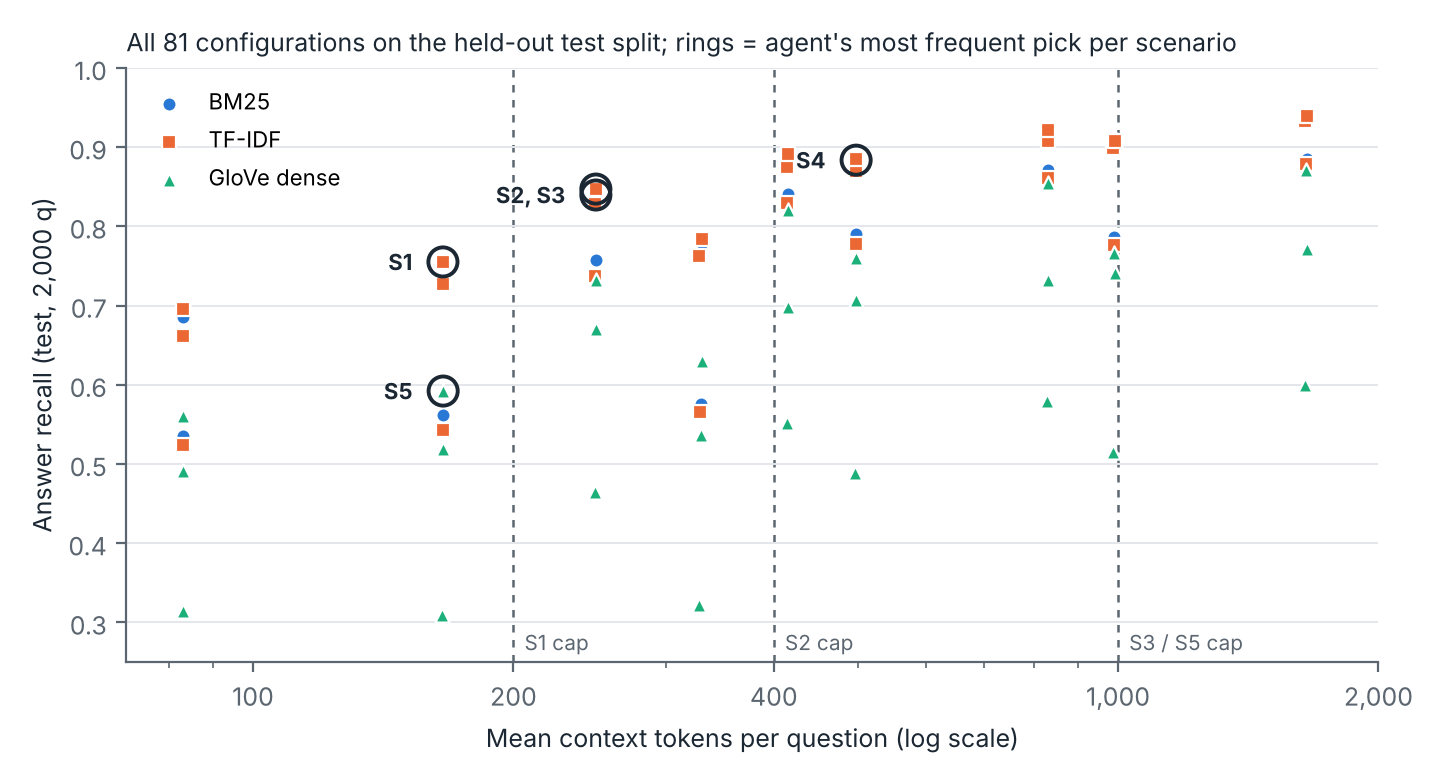 All 81 configurations on the held-out test split; rings = agent's most frequent pick per scenario
1.0
BM25
TF-IDF
0.9
S4
GloVe dense
S2, S3
0.8
S1
0.7
0.6
S5
0.5
0.4
0.3
S1 cap
S2 cap
S3 / S5 cap
Answer recall (test, 2,000 q)
100
200
400
1,000
2,000
Mean context tokens per question (log scale)